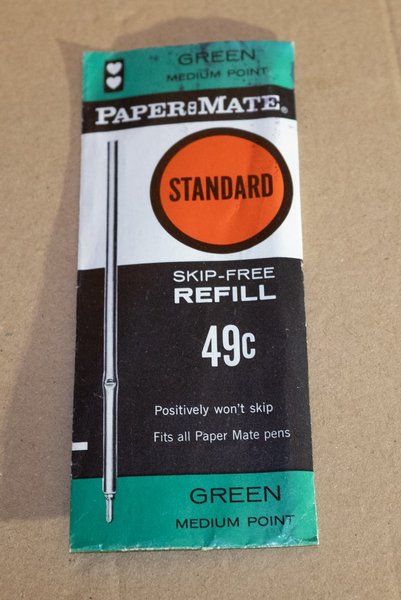 GREEN
MEDIUM POINT
PAPER MATE®
STANDARD
SKIP-FREE
REFILL
49c
Positively won't skip
Fits all Paper Mate pens
GREEN
MEDIUM POINT